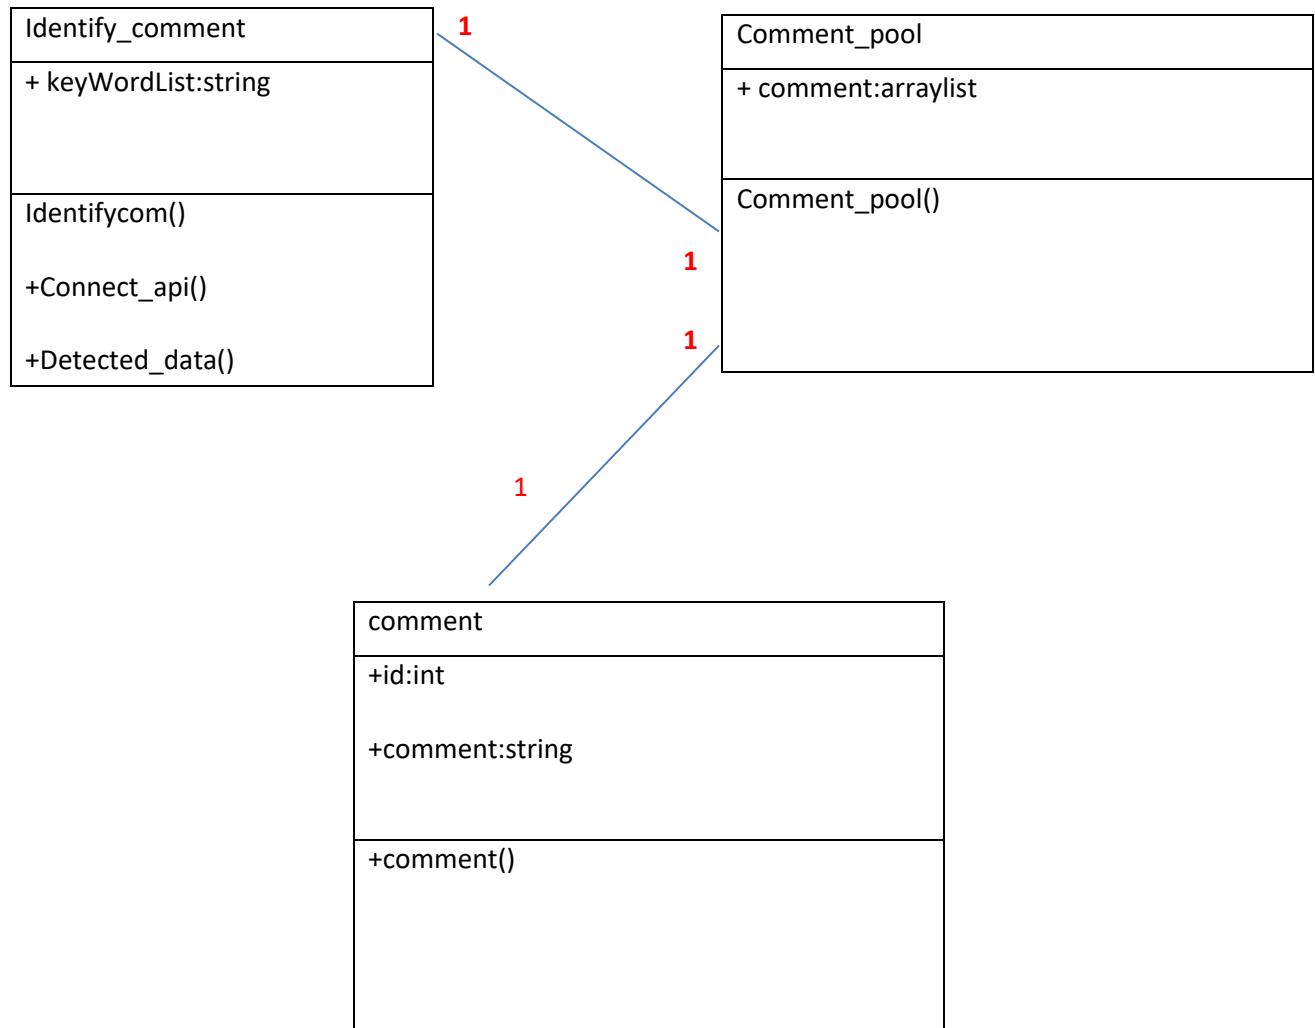 Identify_comment
+ keyWordList:string
Identifycom()
+Connect_api()
+Detected_data()
1
Comment_pool
+ comment:arraylist
Comment_pool()
1
1
1
comment
+id:int
+comment:string
+comment()